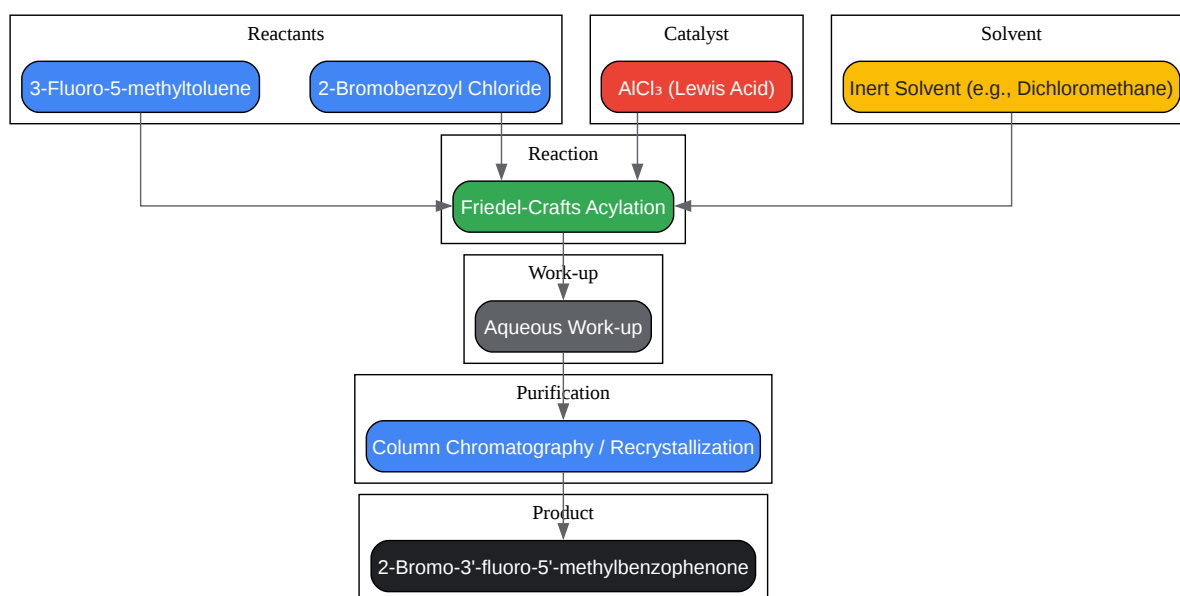 Reactants
Catalyst
Solvent
3-Fluoro-5-methyltoluene
2-Bromobenzoyl Chloride
AlCl₃ (Lewis Acid)
Inert Solvent (e.g., Dichloromethane)
Reaction
Friedel-Crafts Acylation
Work-up
Aqueous Work-up
Purification
Column Chromatography / Recrystallization
Product
2-Bromo-3'-fluoro-5'-methylbenzophenone